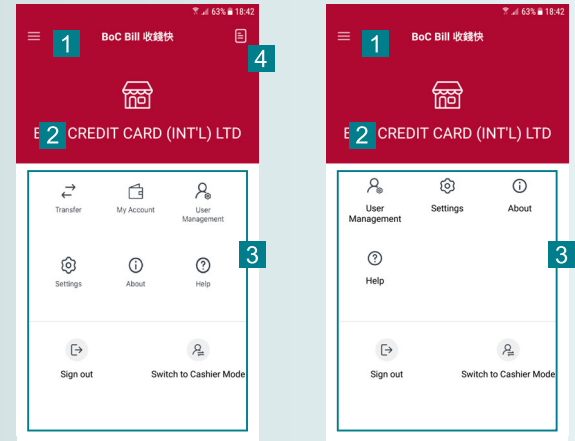 63% 18:42
1 BoC Bill 收錢快
4
2 CREDIT CARD (INT'L) LTD
Transfer My Account User
Management
3
Settings About Help
Sign out Switch to Cashier Mode
63% 18:42
1 BoC Bill 收錢快
2 CREDIT CARD (INT'L) LTD
User Settings About
Management
3
Help
Sign out Switch to Cashier Mode